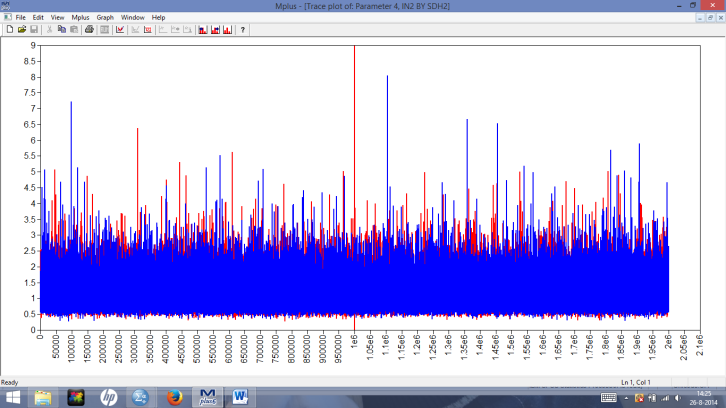 Mplus - [Trace plot of: Parameter 4, IN2 BY SDH2]
File Edit View Mplus Graph Window Help
9
8.5
8
7.5
7
6.5
6
5.5
5
4.5
4
3.5
3
2.5
2
1.5
1
0.5
0
0
50000
100000
150000
200000
250000
300000
350000
400000
450000
500000
550000
600000
650000
700000
750000
800000
850000
900000
950000
1e6
1.05e6
1.1e6
1.15e6
1.2e6
1.25e6
1.3e6
1.35e6
1.4e6
1.45e6
1.5e6
1.55e6
1.6e6
1.65e6
1.7e6
1.75e6
1.8e6
1.85e6
1.9e6
1.95e6
2e6
2.05e6
2.1e6
Ready
Ln 1, Col 1
14:25
26-8-2014